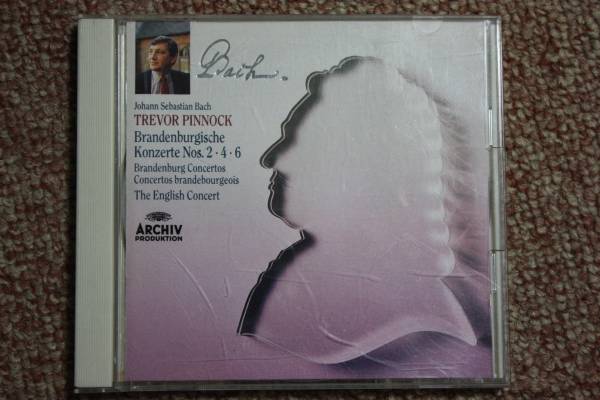 Bach.
Johann Sebastian Bach
TREVOR PINNOCK
Brandenburgische
Konzerte Nos. 2 · 4 · 6
Brandenburg Concertos
Concertos brandebourgeois
The English Concert
ARCHIV
PRODUKTION